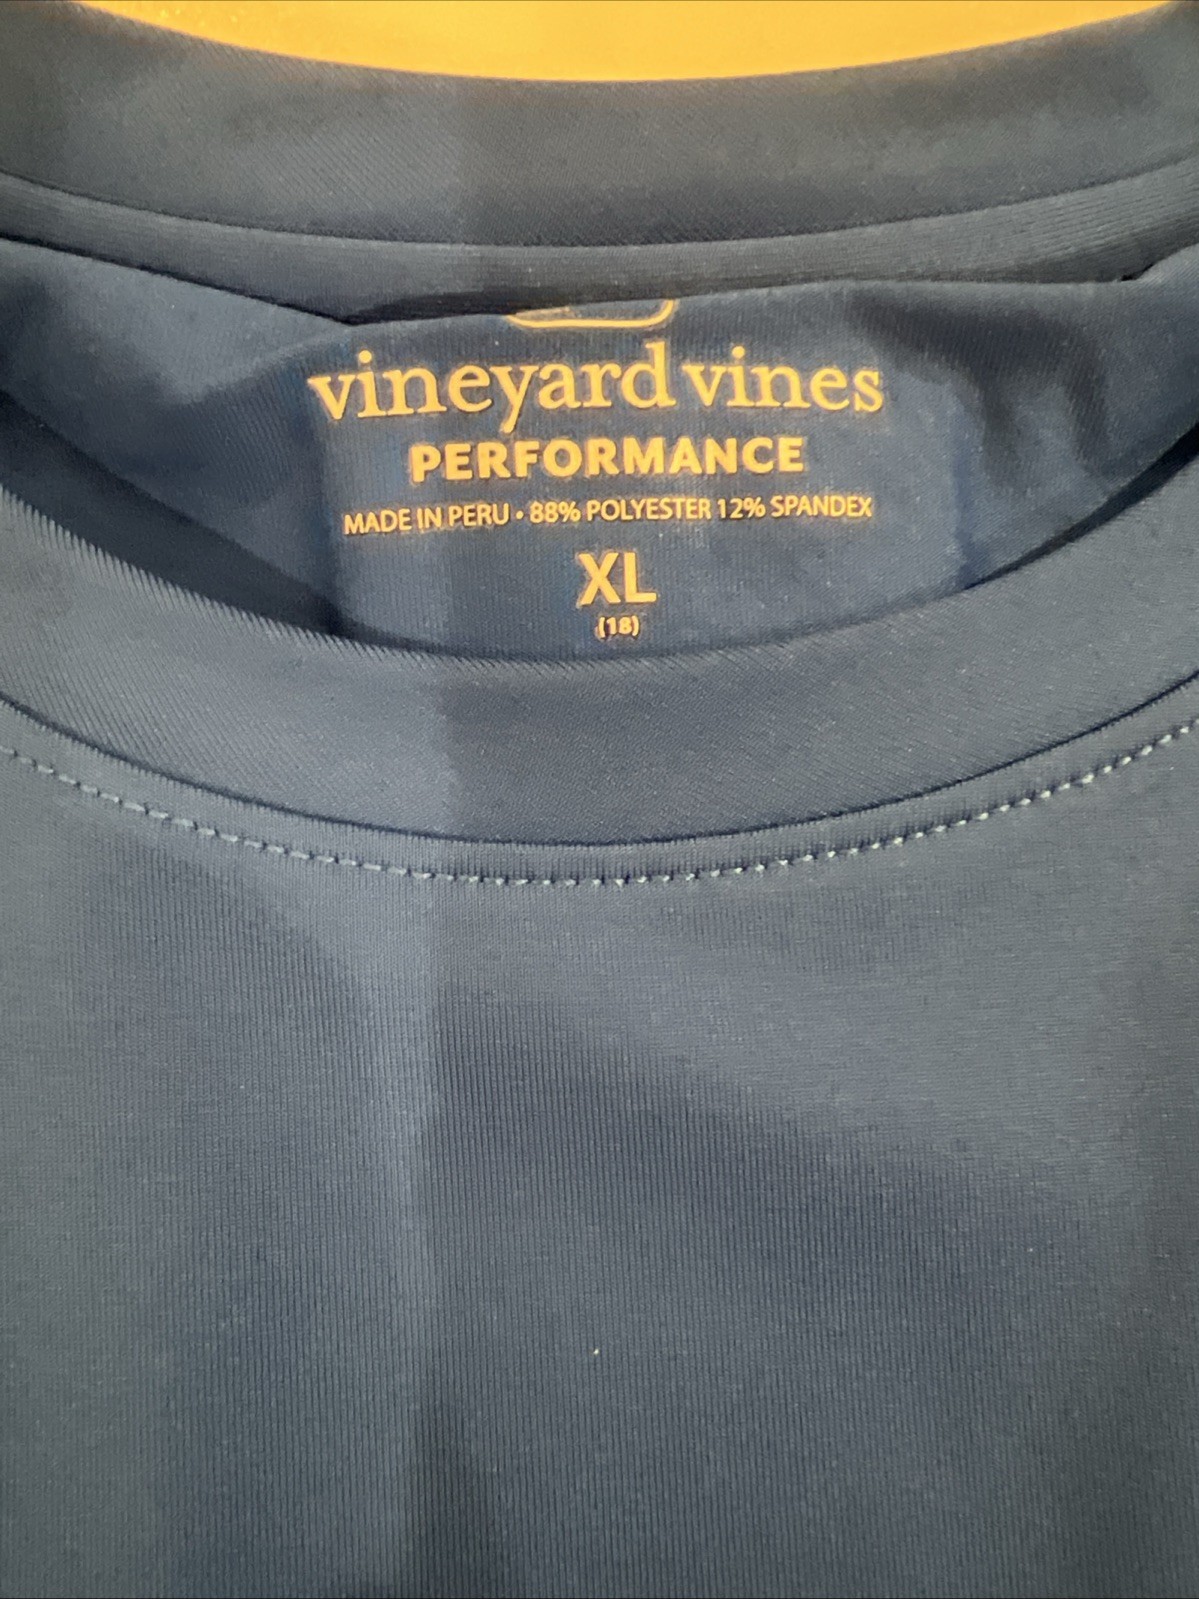 vineyard vines
PERFORMANCE
MADE IN PERU • 88% POLYESTER 12% SPANDEX
XL
(18)